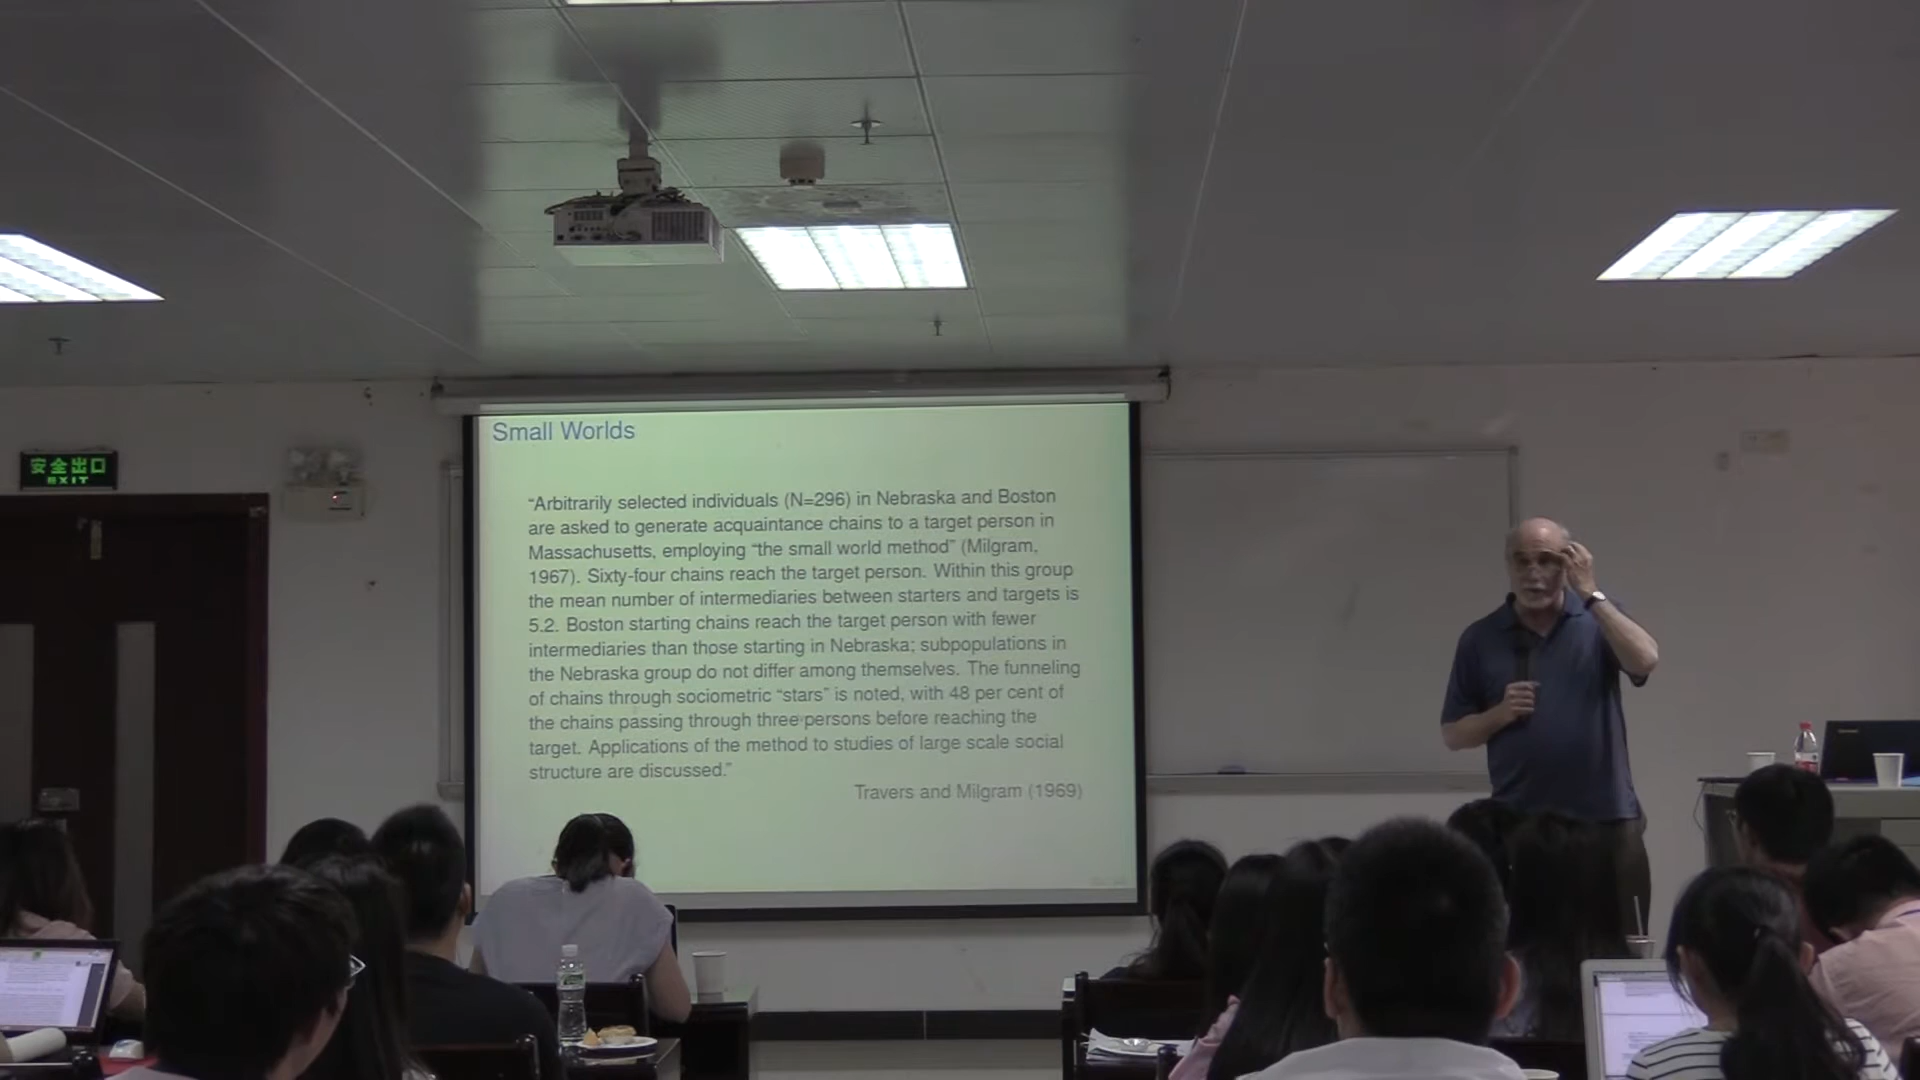 Small Worlds
“Arbitrarily selected individuals (N=296) in Nebraska and Boston
are asked to generate acquaintance chains to a target person in
Massachusetts, employing “the small world method” (Milgram,
1967). Sixty-four chains reach the target person. Within this group
the mean number of intermediaries between starters and targets is
5.2. Boston starting chains reach the target person with fewer
intermediaries than those starting in Nebraska; subpopulations in
the Nebraska group do not differ among themselves. The funneling
of chains through sociometric “stars” is noted, with 48 per cent of
the chains passing through three persons before reaching the
target. Applications of the method to studies of large scale social
structure are discussed.”
Travers and Milgram (1969)
安全出口
EXIT